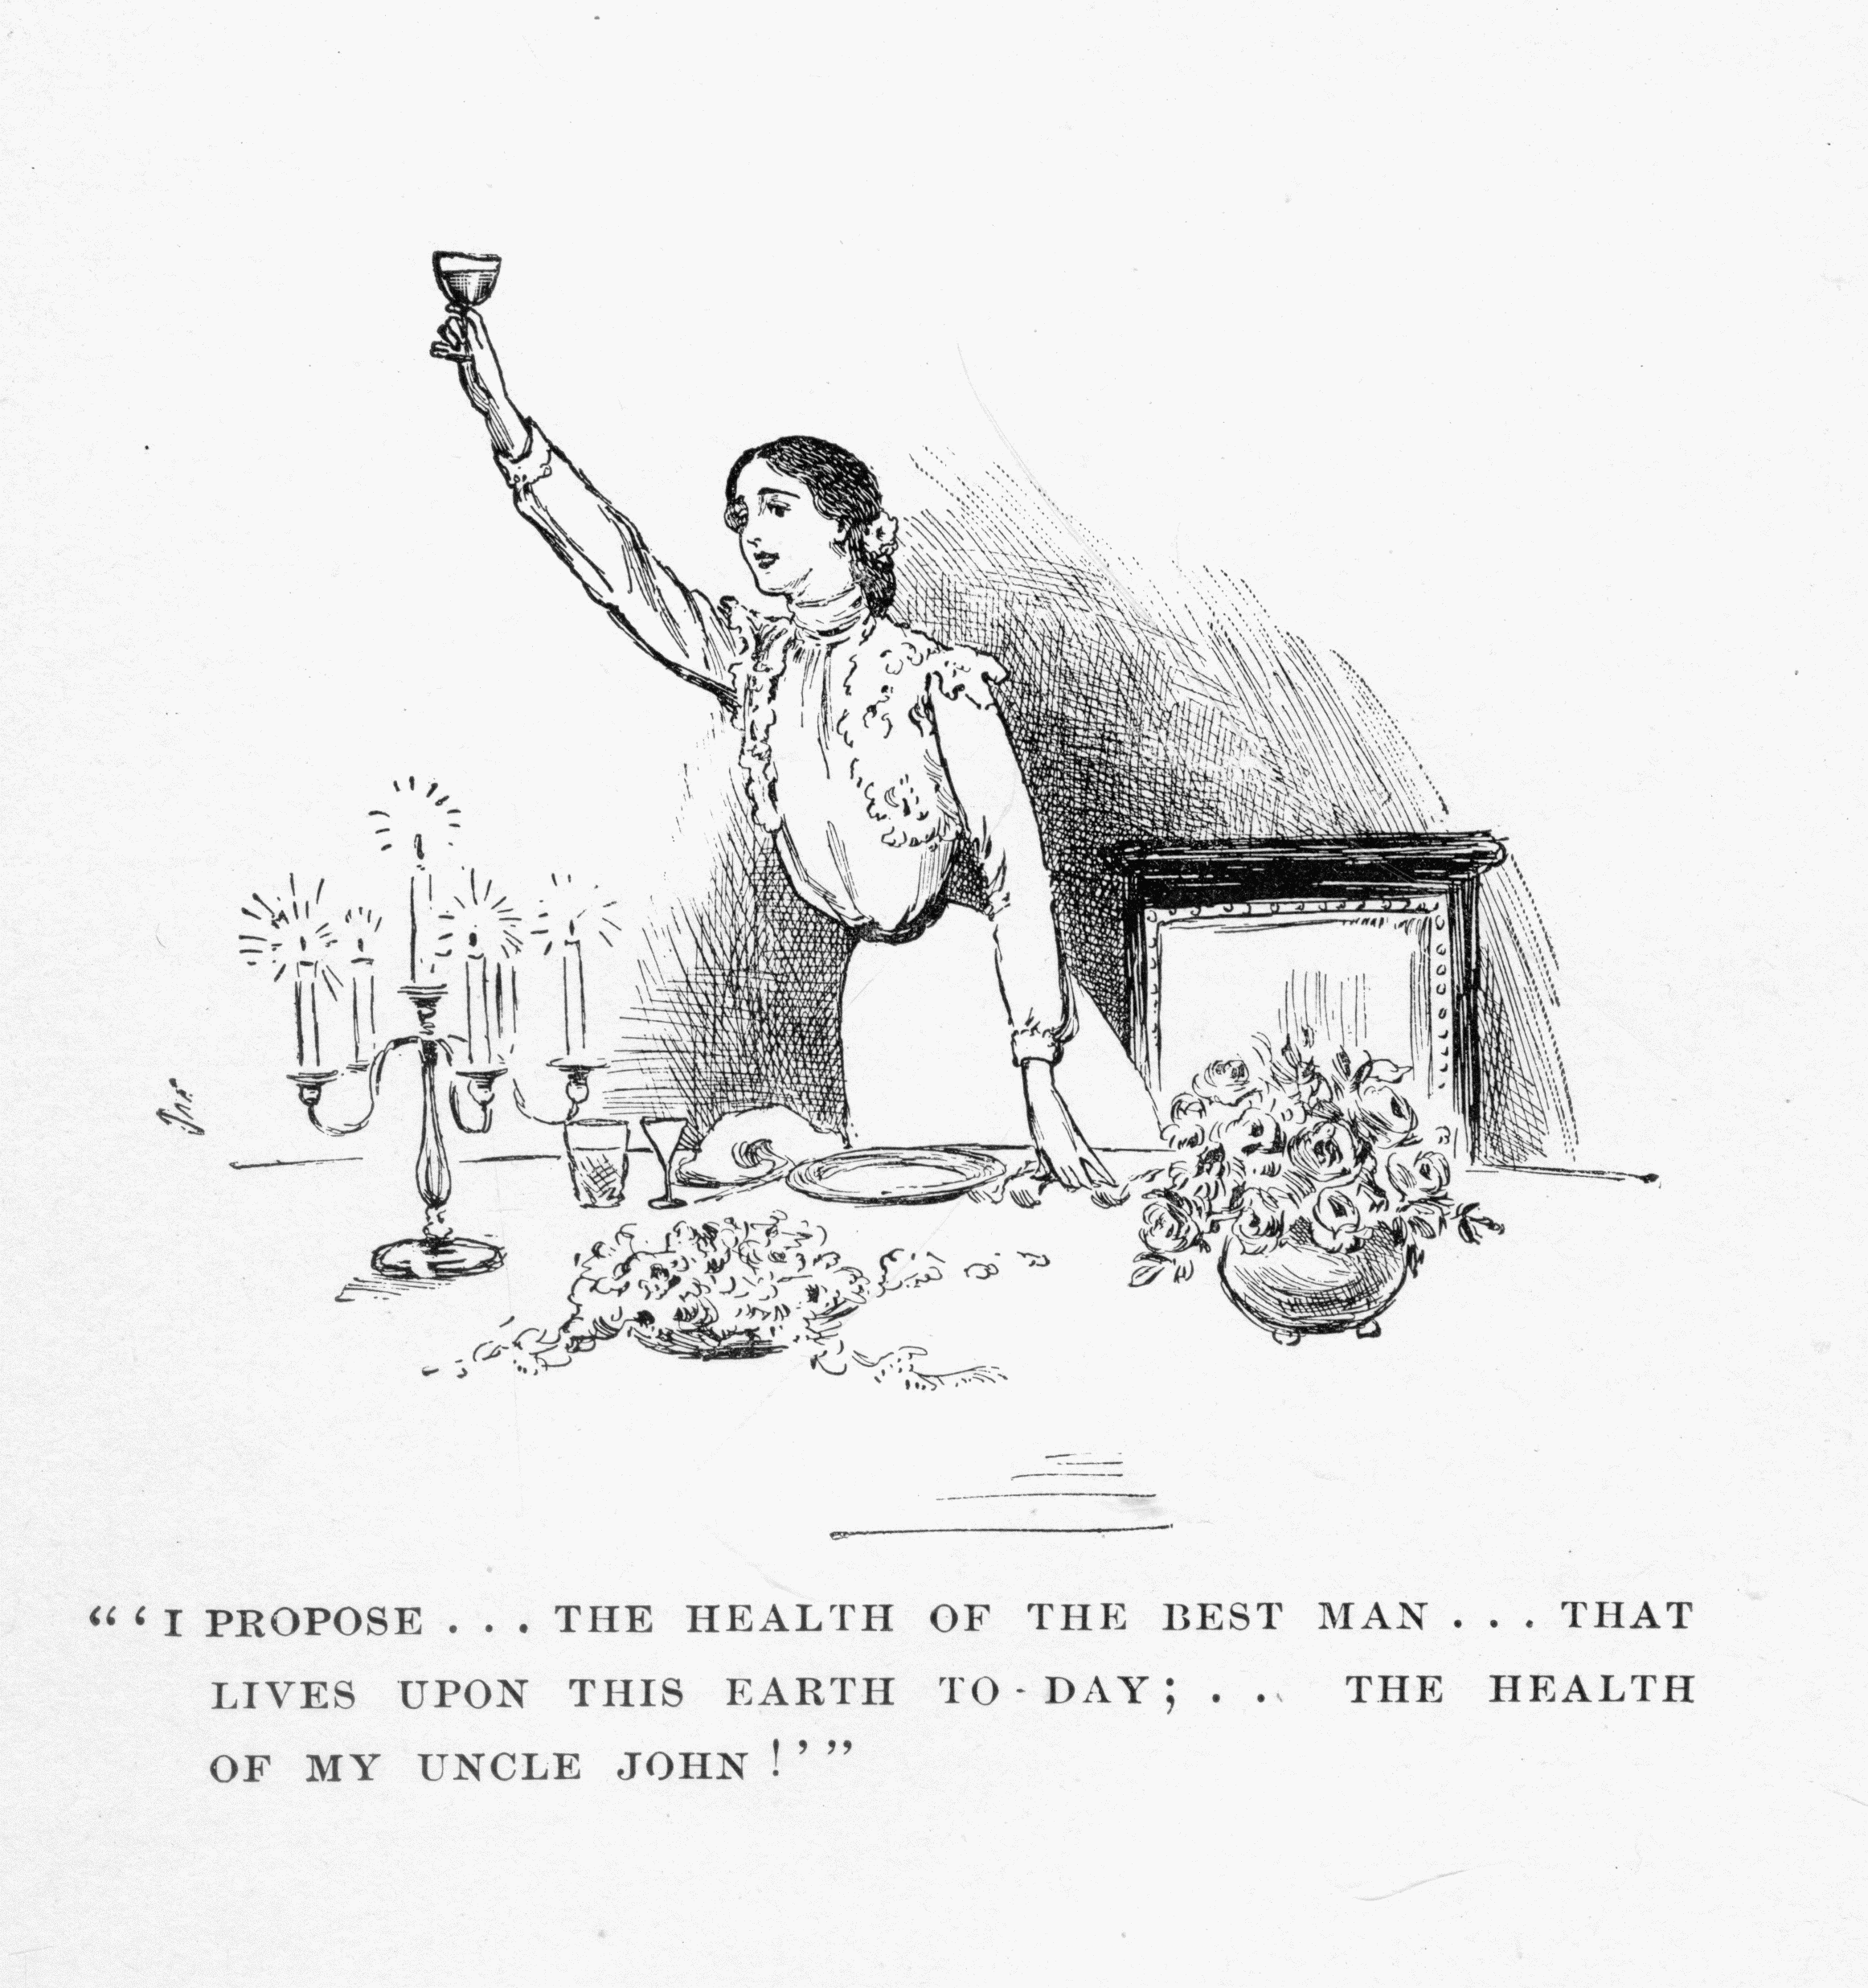 “‘I PROPOSE . . . THE HEALTH OF THE BEST MAN . . . THAT
LIVES UPON THIS EARTH TO-DAY; . . . THE HEALTH
OF MY UNCLE JOHN!’”